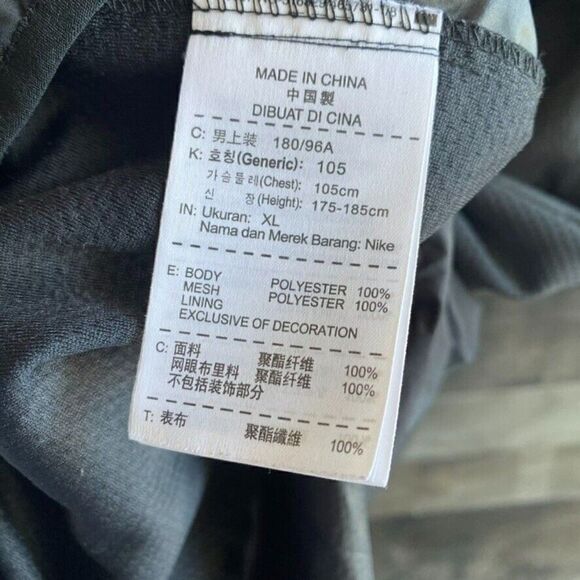 MADE IN CHINA
中国製
DIBUAT DI CINA
C: 男上装 180/96A
K: 호칭(Generic): 105
가슴둘레(Chest): 105cm
신 장(Height): 175-185cm
IN: Ukuran: XL
Nama dan Merek Barang: Nike
E: BODY POLYESTER 100%
MESH POLYESTER 100%
LINING
EXCLUSIVE OF DECORATION
C: 面料 聚酯纤维 100%
网眼布里料 聚酯纤维 100%
不包括装饰部分
T: 表布 聚酯纖維 100%